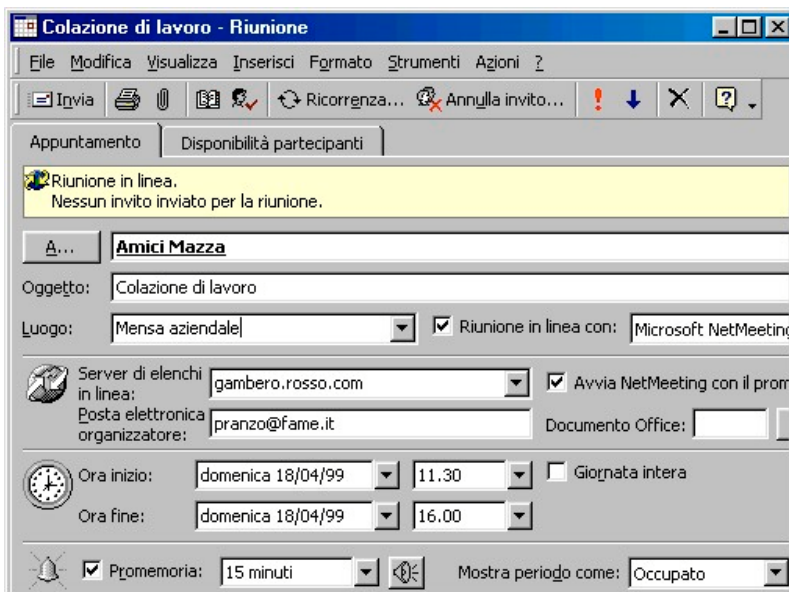 Colazione di lavoro - Riunione
File Modifica Visualizza Inserisci Formato Strumenti Azioni ?
Invia Ricorrenza... Annulla invito...
Appuntamento Disponibilità partecipanti
Riunione in linea.
Nessun invito inviato per la riunione.
A... Amici Mazza
Oggetto: Colazione di lavoro
Luogo: Mensa aziendale Riunione in linea con: Microsoft NetMeeting
Server di elenchi in linea: gambero.rosso.com Avvia NetMeeting con il prom
Posta elettronica organizzatore: pranzo@fame.it Documento Office:
Ora inizio: domenica 18/04/99 11.30 Giornata intera
Ora fine: domenica 18/04/99 16.00
Promemoria: 15 minuti Mostra periodo come: Occupato